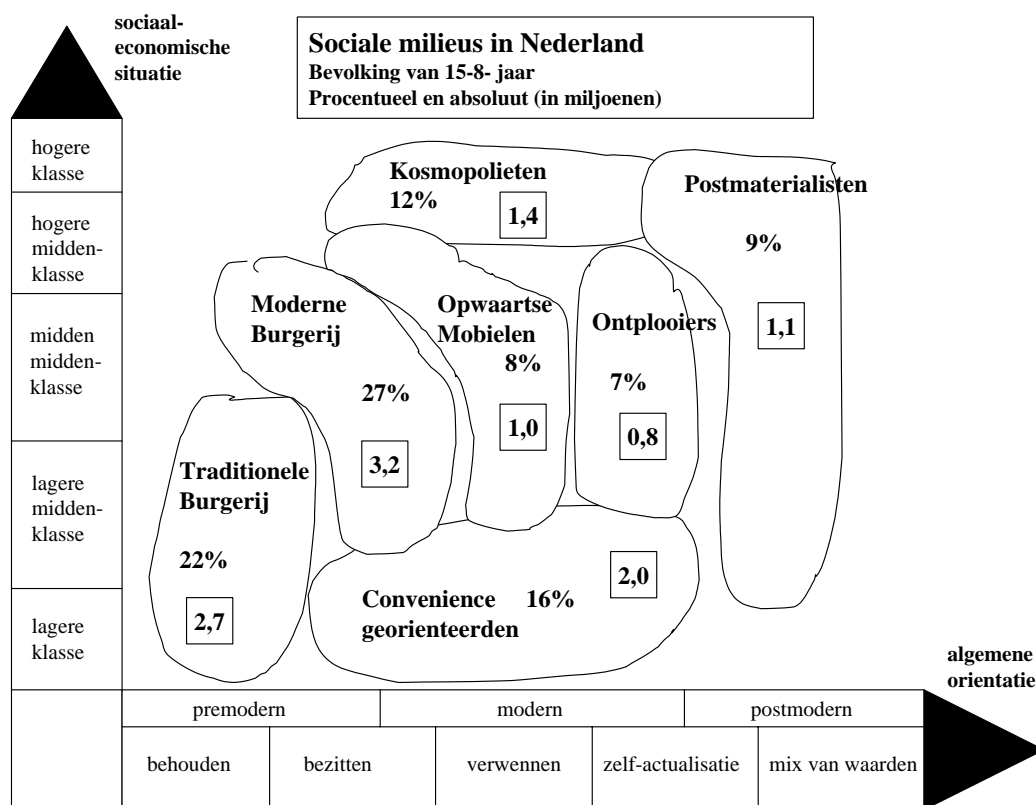 sociaal-
economische
situatie
Sociale milieus in Nederland
Bevolking van 15-8- jaar
Procentueel en absoluut (in miljoenen)
hogere
klasse
hogere
midden-
klasse
midden
midden-
klasse
lagere
midden-
klasse
lagere
klasse
Kosmopolieten
12%
1,4
Postmaterialisten
9%
1,1
Moderne
Burgerij
27%
3,2
Opwaartse
Mobielen
8%
1,0
Ontplooiers
7%
0,8
Traditionele
Burgerij
22%
2,7
Convenience 16%
georienteerden
2,0
algemene
orientatie
premodern modern postmodern
behouden bezitten verwennen zelf-actualisatie mix van waarden